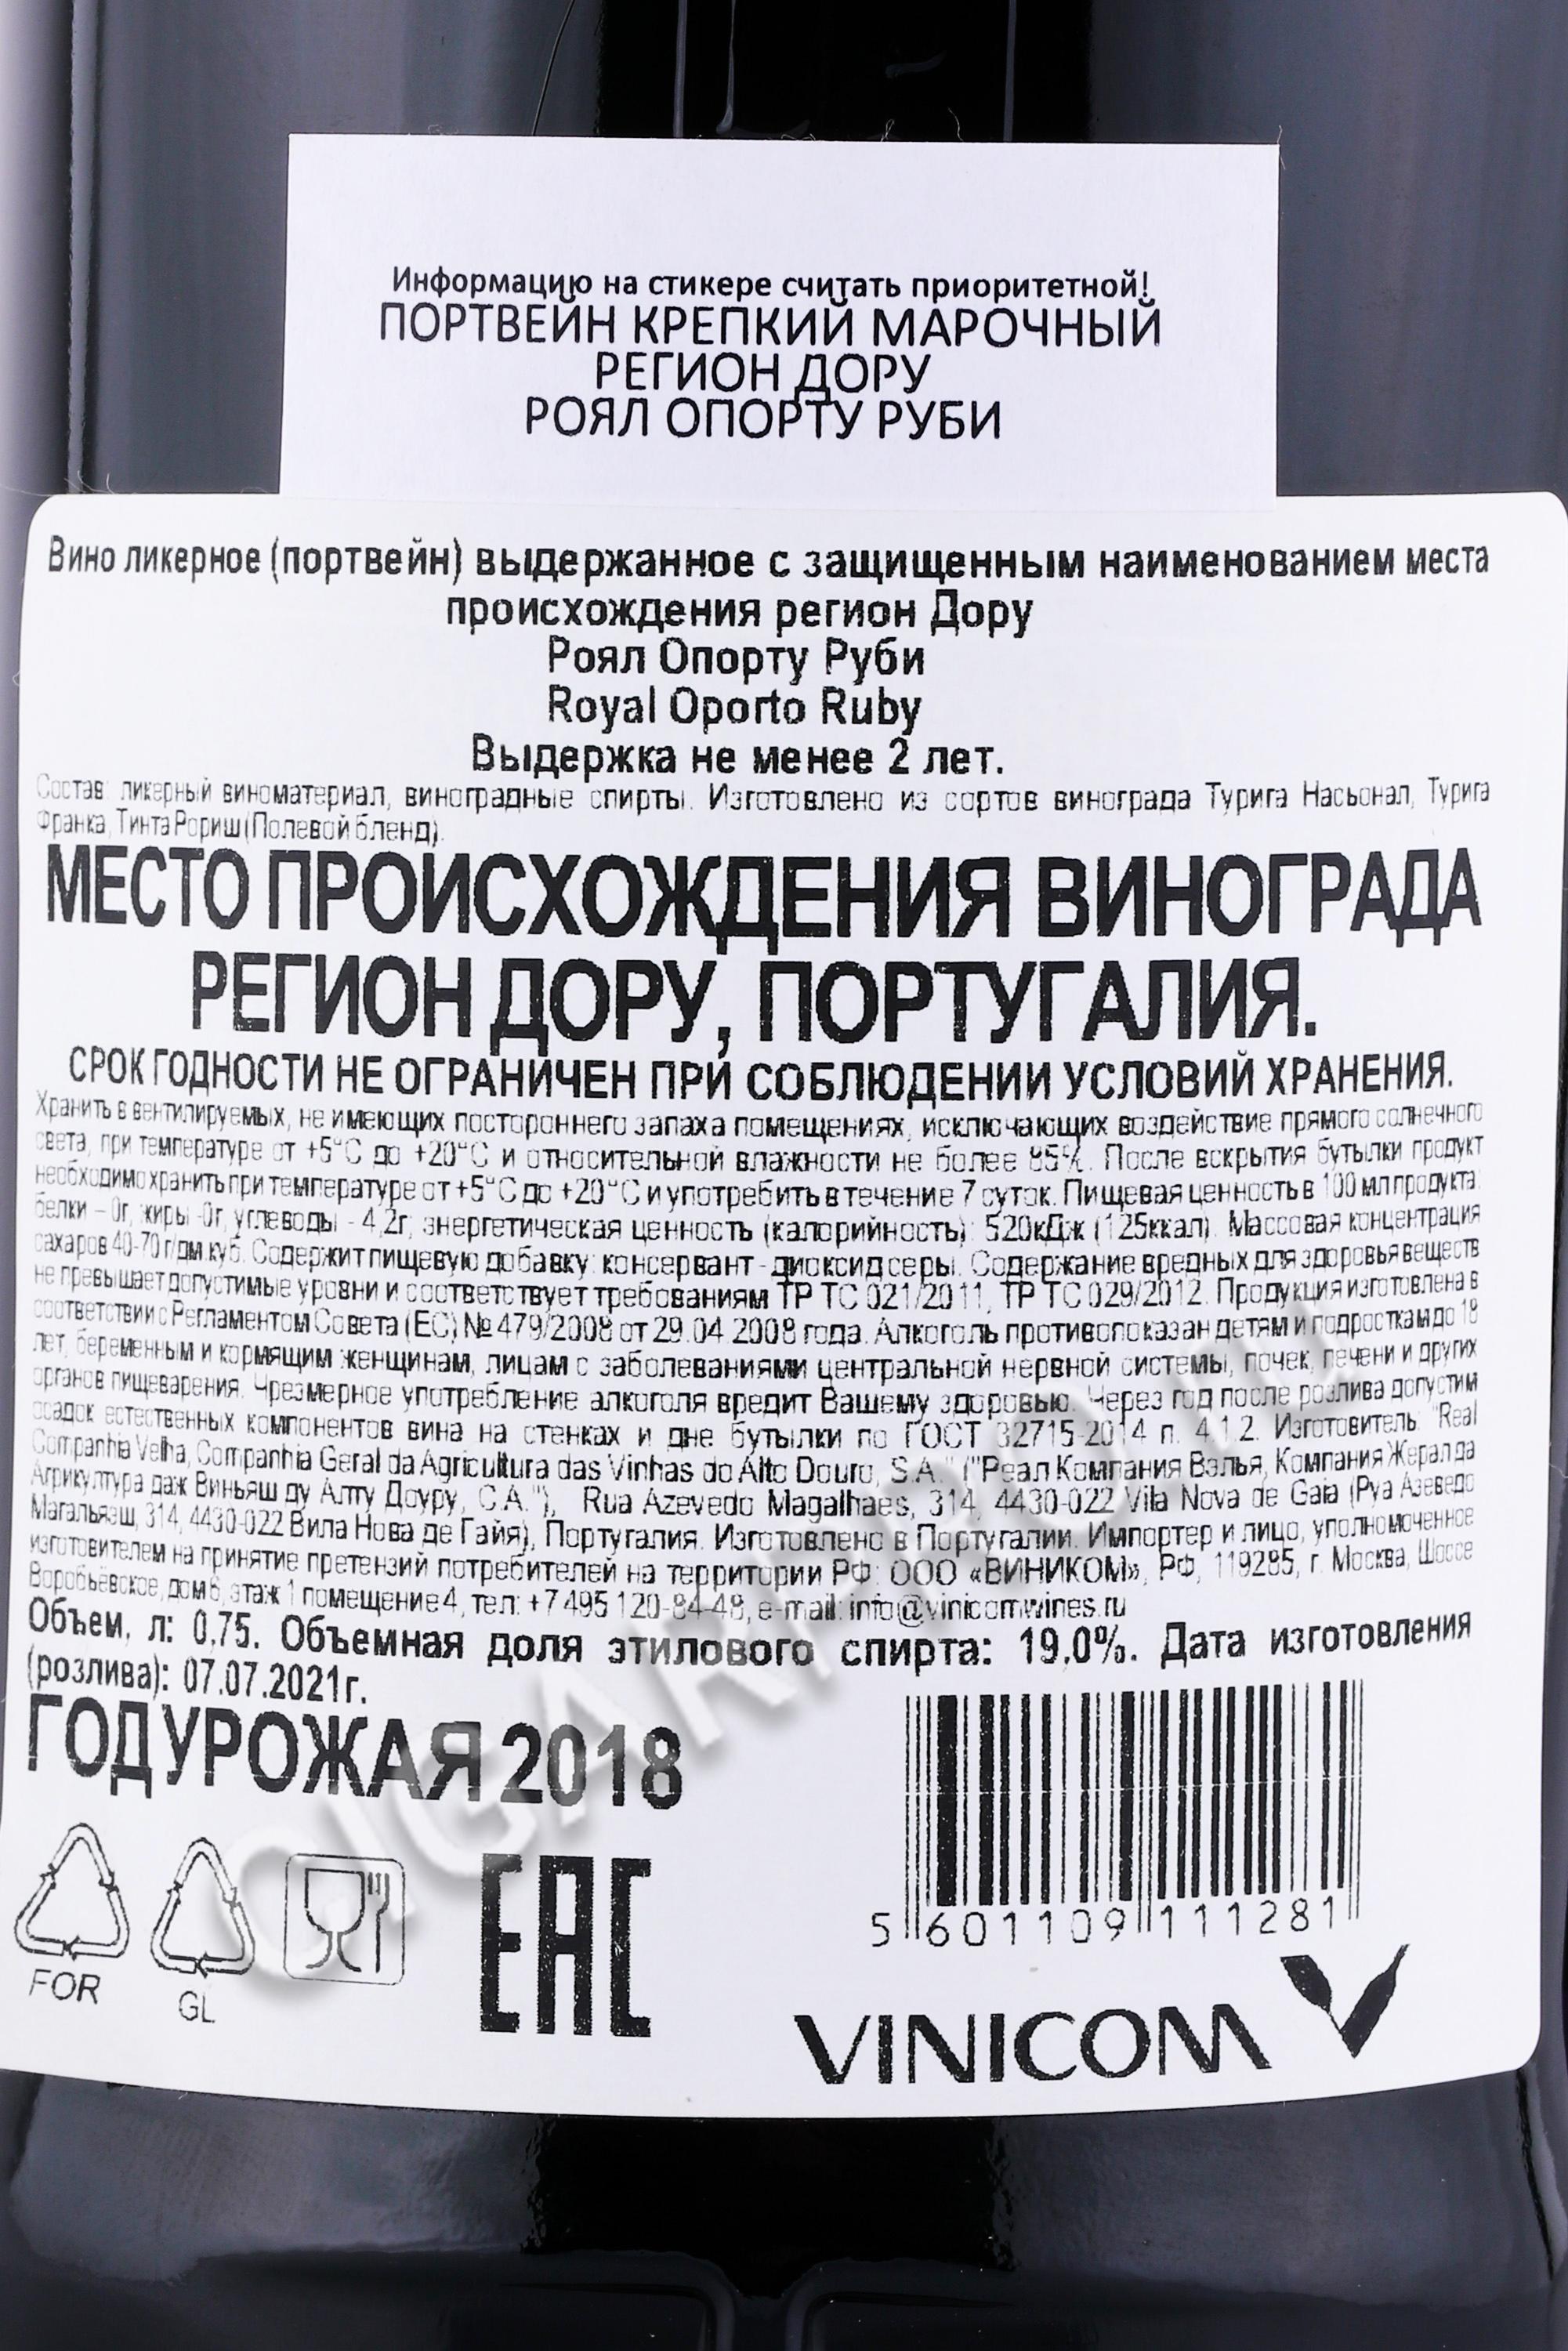 Информацию на стикере считать приоритетной!
ПОРТВЕЙН КРЕПКИЙ МАРОЧНЫЙ
РЕГИОН ДОРУ
РОЯЛ ОПОРТУ РУБИ
Вино ликерное (портвейн) выдержанное с защищенным наименованием места
происхождения регион Дору
Роял Опорту Руби
Royal Oporto Ruby
Выдержка не менее 2 лет.
Состав: ликерный виноматериал, виноградные спирты. Изготовлено из сортов винограда Турига Насьонал, Турига
Франка, Тинта Рориш (Полевой бленд).
МЕСТО ПРОИСХОЖДЕНИЯ ВИНОГРАДА
РЕГИОН ДОРУ, ПОРТУГАЛИЯ.
СРОК ГОДНОСТИ НЕ ОГРАНИЧЕН ПРИ СОБЛЮДЕНИИ УСЛОВИЙ ХРАНЕНИЯ.
Хранить в вентилируемых, не имеющих постороннего запаха помещениях, исключающих воздействие прямого солнечного
света, при температуре от +5°С до +20°С и относительной влажности не более 85%. После вскрытия бутылки продукт
необходимо хранить при температуре от +5°С до +20°С и употребить в течение 7 суток. Пищевая ценность в 100 мл продукта:
белки – 0г, жиры -0г, углеводы - 4,2г; энергетическая ценность (калорийность): 520кДж (125ккал). Массовая концентрация
сахаров 40-70 г/дм.куб. Содержит пищевую добавку: консервант - диоксид серы. Содержание вредных для здоровья веществ
не превышает допустимые уровни и соответствует требованиям ТР ТС 021/2011, ТР ТС 029/2012. Продукция изготовлена в
соответствии с Регламентом Совета (ЕС) № 479/2008 от 29.04.2008 года. Алкоголь противопоказан детям и подросткам до 18
лет, беременным и кормящим женщинам, лицам с заболеваниями центральной нервной системы, почек, печени и других
органов пищеварения. Чрезмерное употребление алкоголя вредит Вашему здоровью. Через год после розлива допустим
осадок естественных компонентов вина на стенках и дне бутылки по ГОСТ 32715-2014 п. 4.1.2. Изготовитель: "Real
Companhia Velha, Companhia Geral da Agricultura das Vinhas do Alto Douro, S.A." ("Реал Компания Вэлья, Компания Жерал да
Агрикултура даж Виньяш ду Алту Доуру, С.А."), Rua Azevedo Magalhaes, 314, 4430-022 Vila Nova de Gaia (Руа Азеведо
Магальяэш, 314, 4430-022 Вила Нова де Гайя), Португалия. Изготовлено в Португалии. Импортер и лицо, уполномоченное
изготовителем на принятие претензий потребителей на территории РФ: ООО «ВИНИКОМ», РФ, 119285, г. Москва, Шоссе
Воробьёвское, дом 6, этаж 1 помещение 4, тел: +7 495 120-84-48, e-mail: info@vinicomwines.ru
Объем, л: 0,75. Объемная доля этилового спирта: 19,0%. Дата изготовления
(розлива): 07.07.2021г.
ГОД УРОЖАЯ 2018
5 601109 111281
FOR
GL
EAC
VINICOM
CIGARPRO.RU